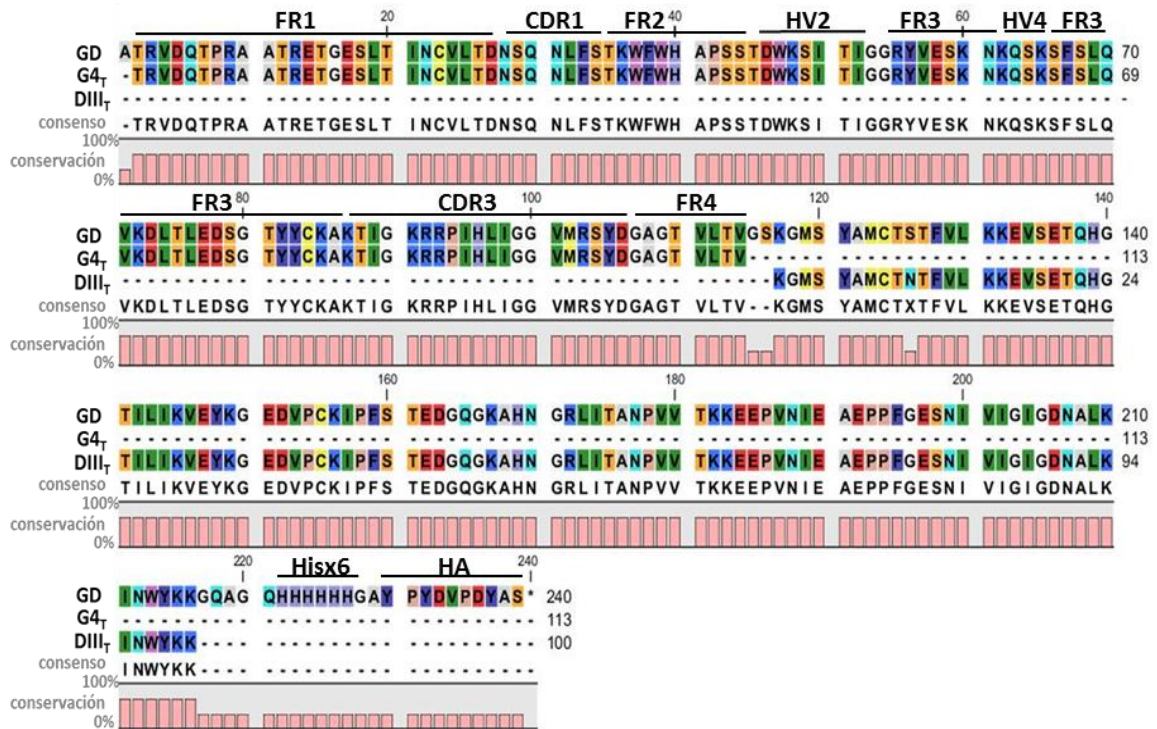 FR1 20 CDR1 FR2 40 HV2 FR3 60 HV4 FR3
GD ATRVDQTPRA ATRETGESLT INCVLTDNSQ NLFSTKWFWH APSSTDWKSI TIGGRYVESK NKQSKSFSLQ 70
G4T -TRVDQTPRA ATRETGESLT INCVLTDNSQ NLFSTKWFWH APSSTDWKSI TIGGRYVESK NKQSKSFSLQ 69
DIIIT ---------- ---------- ---------- ---------- ---------- ---------- ---------- -
consenso -TRVDQTPRA ATRETGESLT INCVLTDNSQ NLFSTKWFWH APSSTDWKSI TIGGRYVESK NKQSKSFSLQ
100%
conservación
0%
FR3 80 CDR3 100 FR4 120 140
GD VKDLTLEDSG TYYCKAKTIG KRRPIHLIGG VMRSYDGAGT VLTVGSKGMS YAMCTSTFVL KKEVSETQHG 140
G4T VKDLTLEDSG TYYCKAKTIG KRRPIHLIGG VMRSYDGAGT VLTV------ ---------- ---------- 113
DIIIT ---------- ---------- ---------- ---------- ------KGMS YAMCTNTFVL KKEVSETQHG 24
consenso VKDLTLEDSG TYYCKAKTIG KRRPIHLIGG VMRSYDGAGT VLTV--KGMS YAMCTXTFVL KKEVSETQHG
100%
conservación
0%
160 180 200
GD TILIKVEYKG EDVPCKIPFS TEDGQGKAHN GRLITANPVV TKKEEPVNIE AEPPFGESNI VIGIGDNALK 210
G4T ---------- ---------- ---------- ---------- ---------- ---------- ---------- 113
DIIIT TILIKVEYKG EDVPCKIPFS TEDGQGKAHN GRLITANPVV TKKEEPVNIE AEPPFGESNI VIGIGDNALK 94
consenso TILIKVEYKG EDVPCKIPFS TEDGQGKAHN GRLITANPVV TKKEEPVNIE AEPPFGESNI VIGIGDNALK
100%
conservación
0%
220 Hisx6 HA 240
GD INWYKKGQAG QHHHHHHGAY PYDVPDYAS* 240
G4T ---------- ---------- ---------- 113
DIIIT INWYKK---- ---------- ---------- 100
consenso INWYKK---- ---------- ----------
100%
conservación
0%